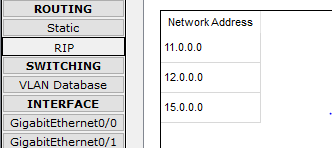 ROUTING
Static
RIP
SWITCHING
VLAN Database
INTERFACE
GigabitEthernet0/0
GigabitEthernet0/1
Network Address
11.0.0.0
12.0.0.0
15.0.0.0